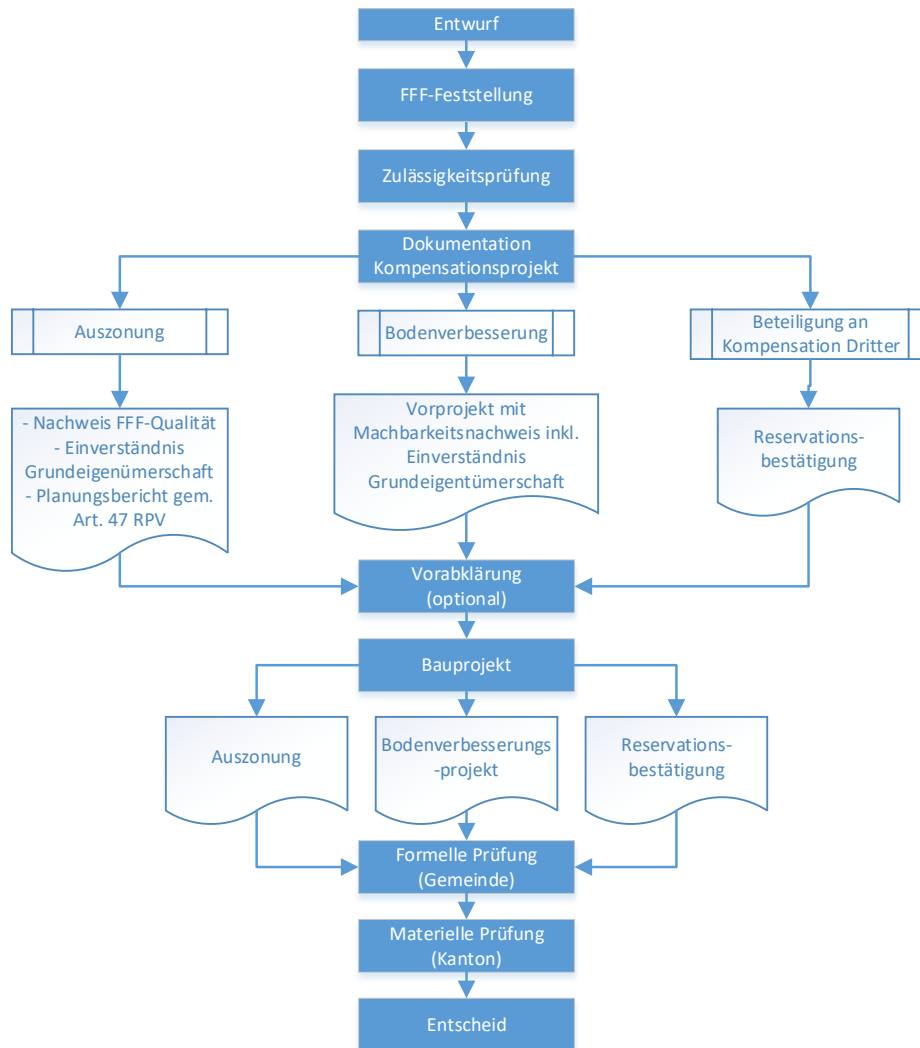 Entwurf
FFF-Feststellung
Zulässigkeitsprüfung
Dokumentation
Kompensationsprojekt
Auszonung
Bodenverbesserung
Beteiligung an
Kompensation Dritter
- Nachweis FFF-Qualität
- Einverständnis
Grundeigenümerschaft
- Planungsbericht gem.
Art. 47 RPV
Vorprojekt mit
Machbarkeitsnachweis inkl.
Einverständnis
Grundeigentümerschaft
Reservations-
bestätigung
Vorabklärung
(optional)
Bauprojekt
Auszonung
Bodenverbesserungs
-projekt
Reservations-
bestätigung
Formelle Prüfung
(Gemeinde)
Materielle Prüfung
(Kanton)
Entscheid